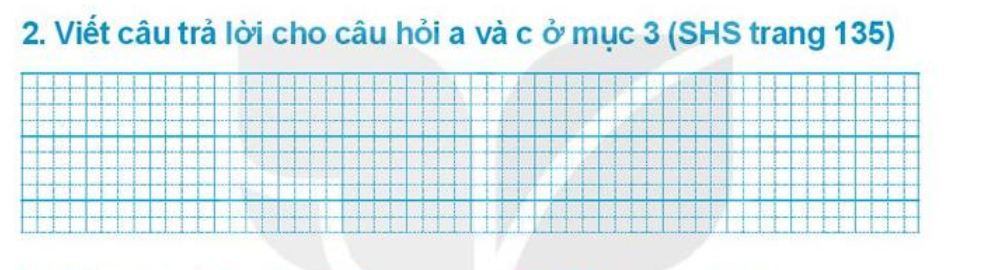 2. Viết câu trả lời cho câu hỏi a và c ở mục 3 (SHS trang 135)